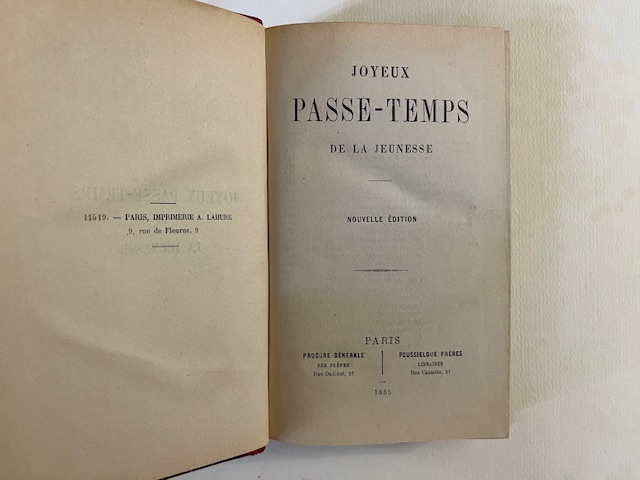 11519. — PARIS, IMPRIMERIE A. LAHURE
9, rue de Fleurus, 9
JOYEUX
PASSE-TEMPS
DE LA JEUNESSE
NOUVELLE ÉDITION
PARIS
PROCURE GÉNÉRALE
DES FRÈRES
Rue Oudinot, 27
POUSSIELGUE FRÈRES
LIBRAIRES
Rue Cassette, 27
1885